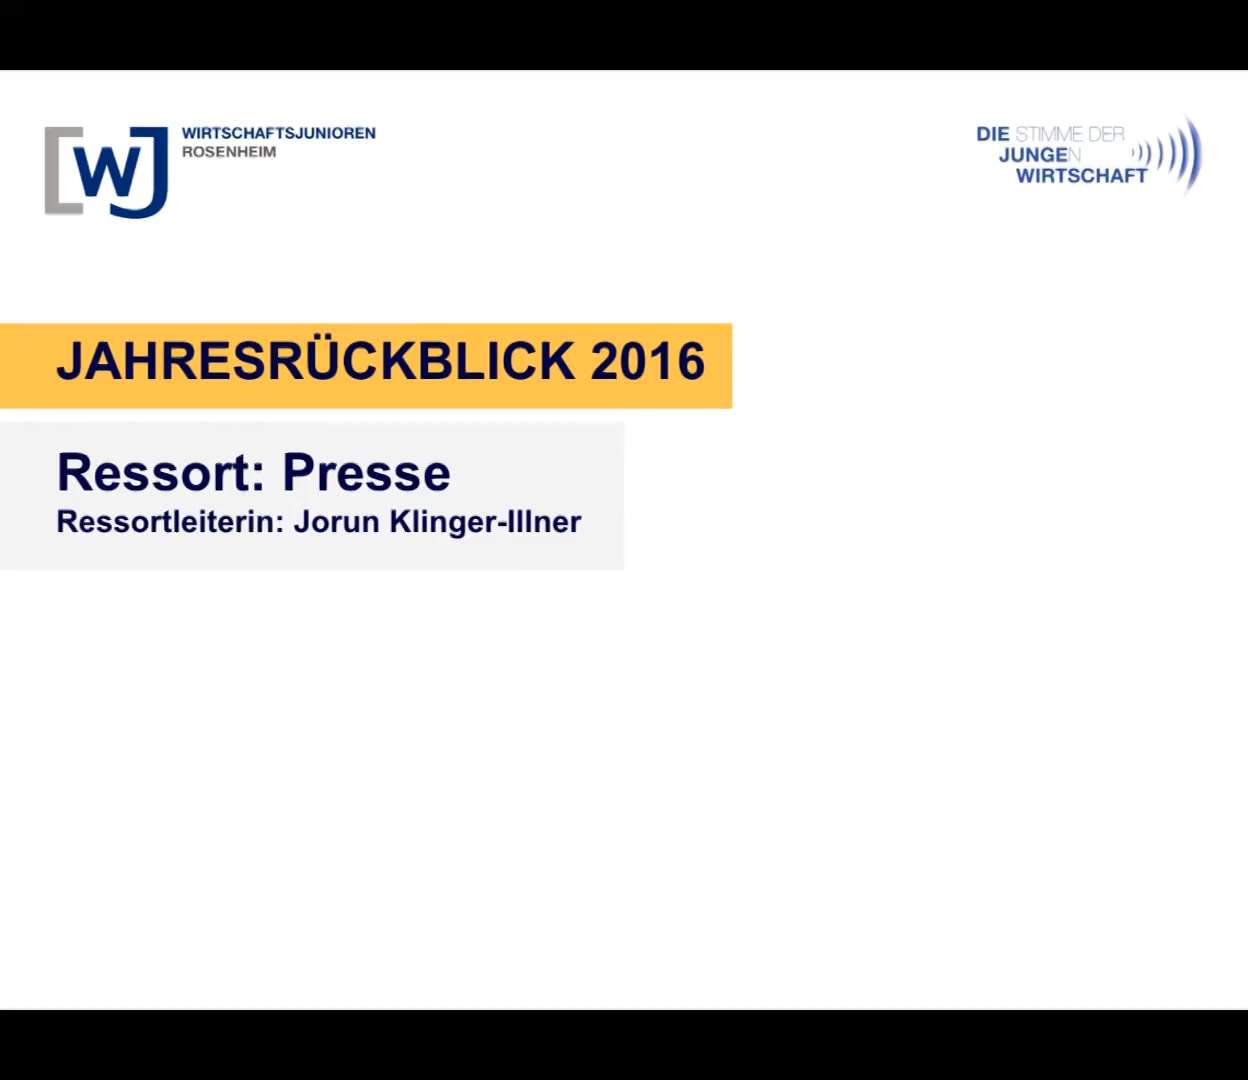 WJ
WIRTSCHAFTSJUNIOREN
ROSENHEIM
DIE STIMME DER
JUNGEN
WIRTSCHAFT
JAHRESRÜCKBLICK 2016
Ressort: Presse
Ressortleiterin: Jorun Klinger-Illner